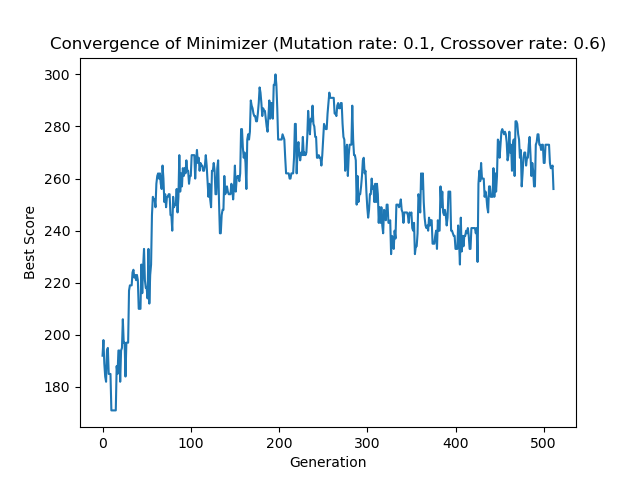 Convergence of Minimizer (Mutation rate: 0.1, Crossover rate: 0.6)
300
280
260
240
220
200
180
Best Score
0 100 200 300 400 500
Generation